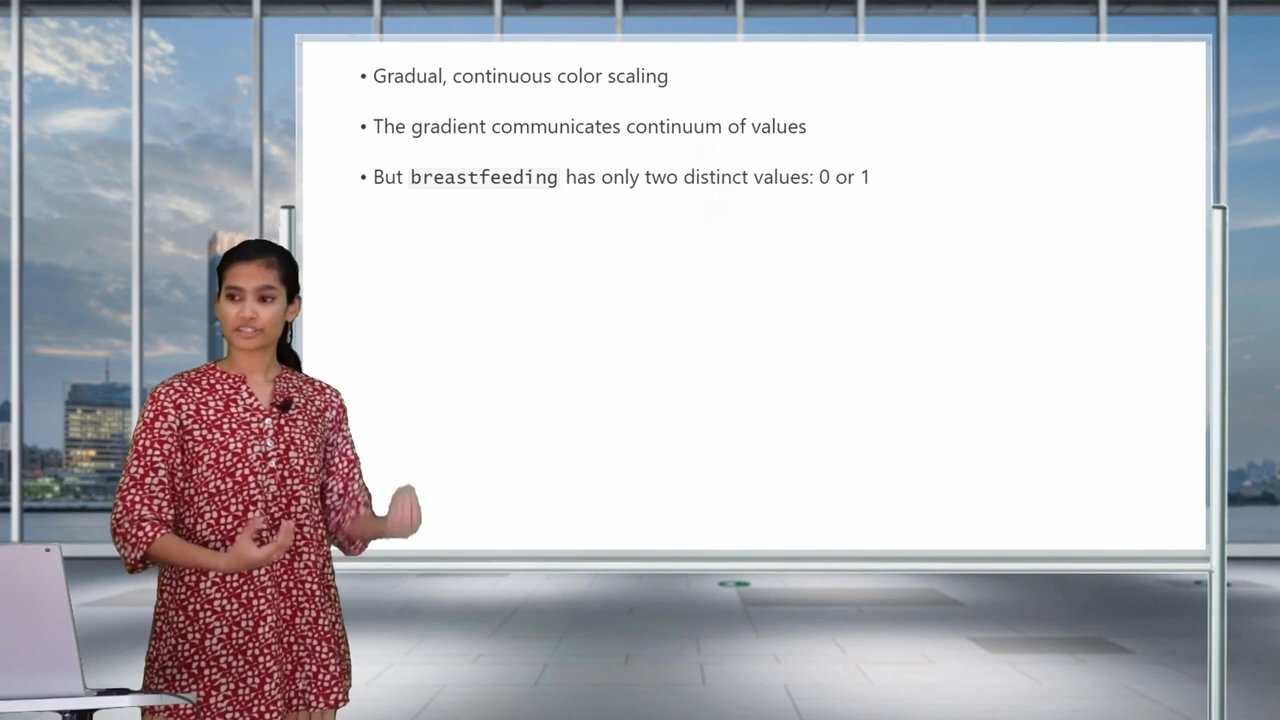 • Gradual, continuous color scaling
• The gradient communicates continuum of values
• But breastfeeding has only two distinct values: 0 or 1